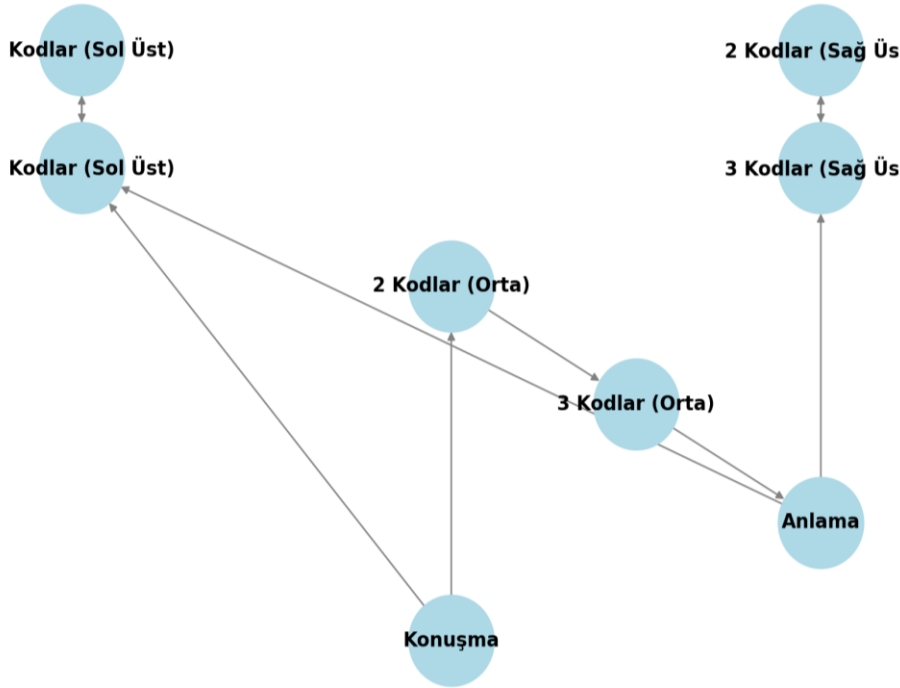 Kodlar (Sol Üst)
2 Kodlar (Sağ Üs
Kodlar (Sol Üst)
3 Kodlar (Sağ Üs
2 Kodlar (Orta)
3 Kodlar (Orta)
Anlama
Konuşma